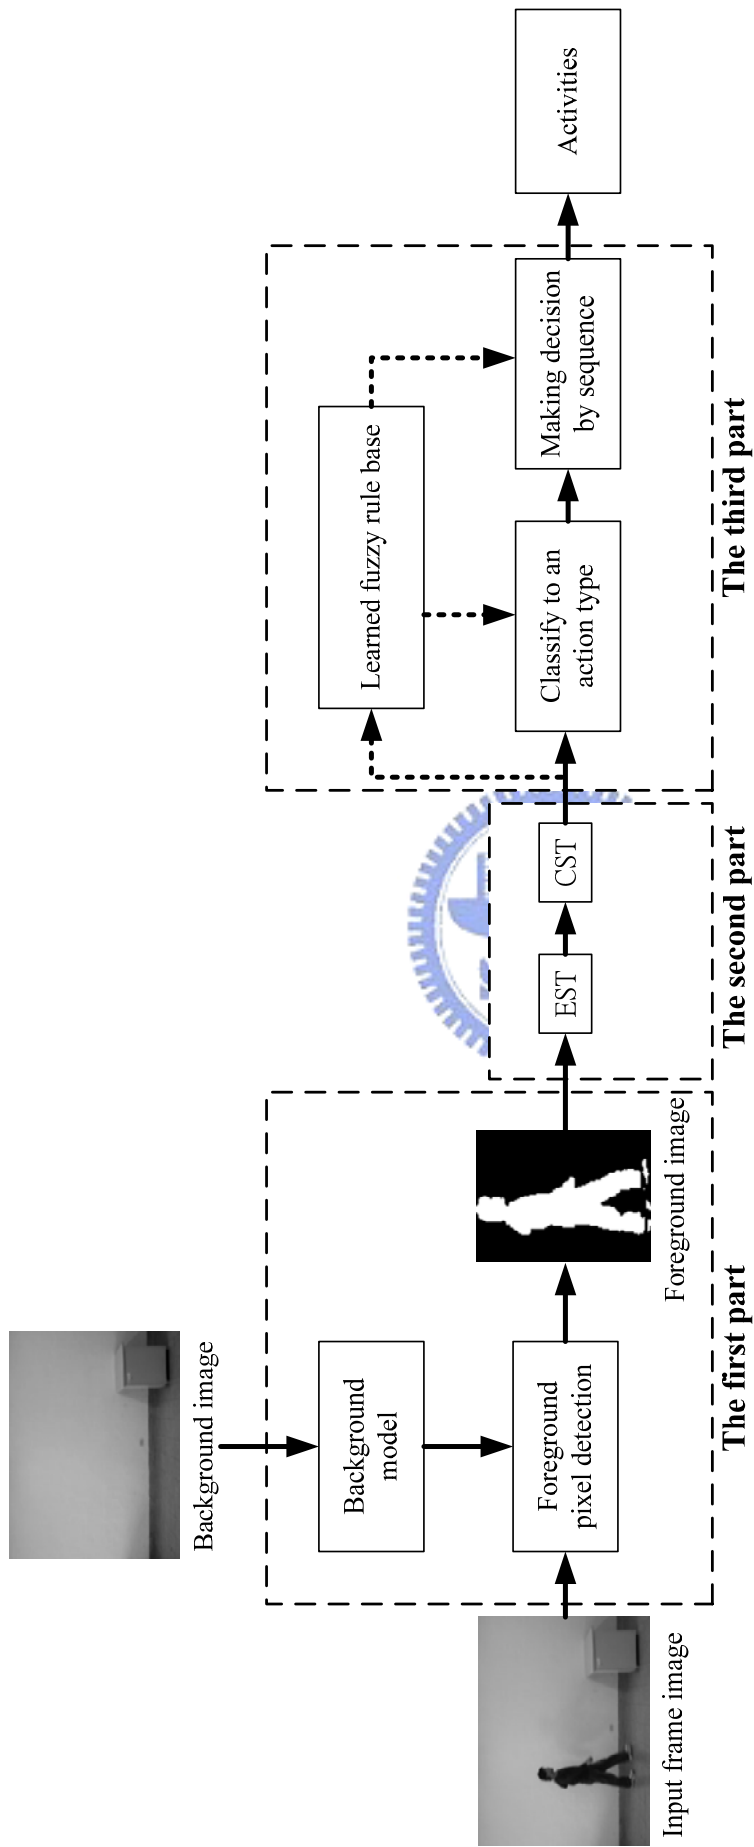 Background image
Input frame image
Background
model
Foreground
pixel detection
Foreground image
The first part
EST
CST
The second part
Learned fuzzy rule base
Classify to an
action type
Making decision
by sequence
The third part
Activities